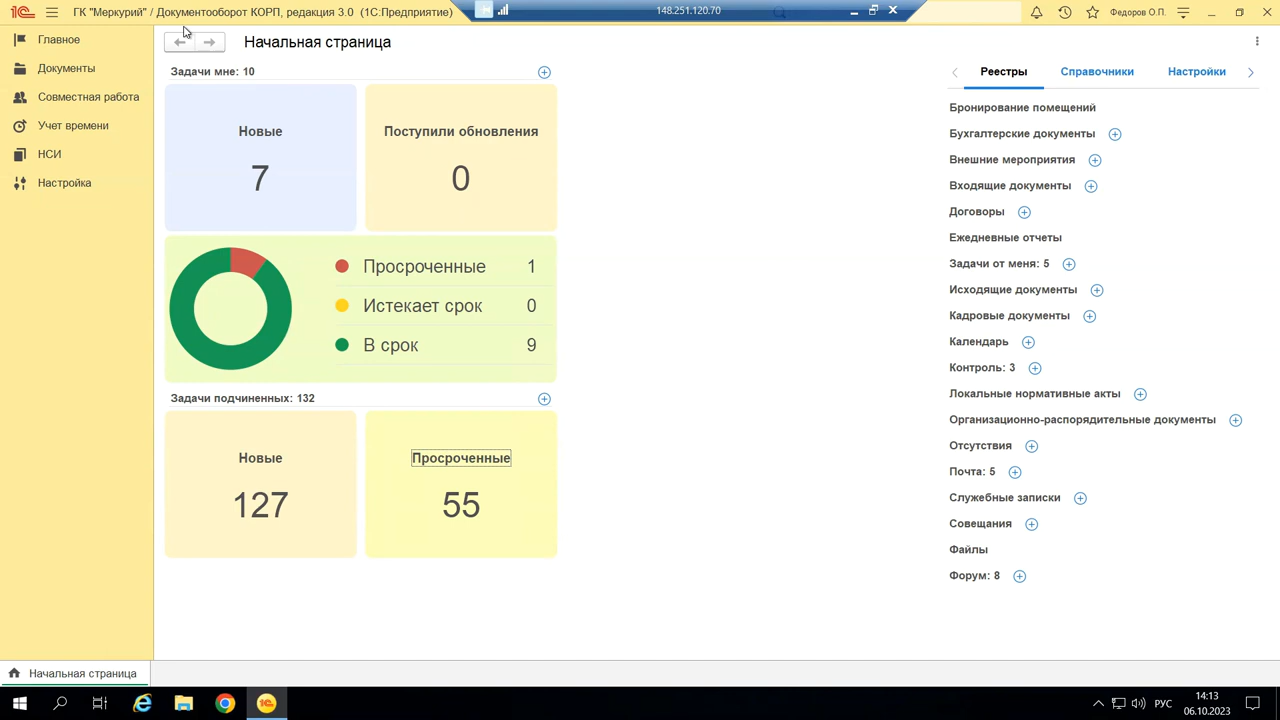 ГК "Меркурий" / Документооборот КОРП, редакция 3.0 (1С:Предприятие)
148.251.120.70
Федоров О.П.
Главное
Документы
Совместная работа
Учет времени
НСИ
Настройка
Начальная страница
Задачи мне: 10
Новые
7
Поступили обновления
0
Просроченные 1
Истекает срок 0
В срок 9
Задачи подчиненных: 132
Новые
127
Просроченные
55
Реестры Справочники Настройки
Бронирование помещений
Бухгалтерские документы
Внешние мероприятия
Входящие документы
Договоры
Ежедневные отчеты
Задачи от меня: 5
Исходящие документы
Кадровые документы
Календарь
Контроль: 3
Локальные нормативные акты
Организационно-распорядительные документы
Отсутствия
Почта: 5
Служебные записки
Совещания
Файлы
Форум: 8
Начальная страница
РУС
14:13
06.10.2023